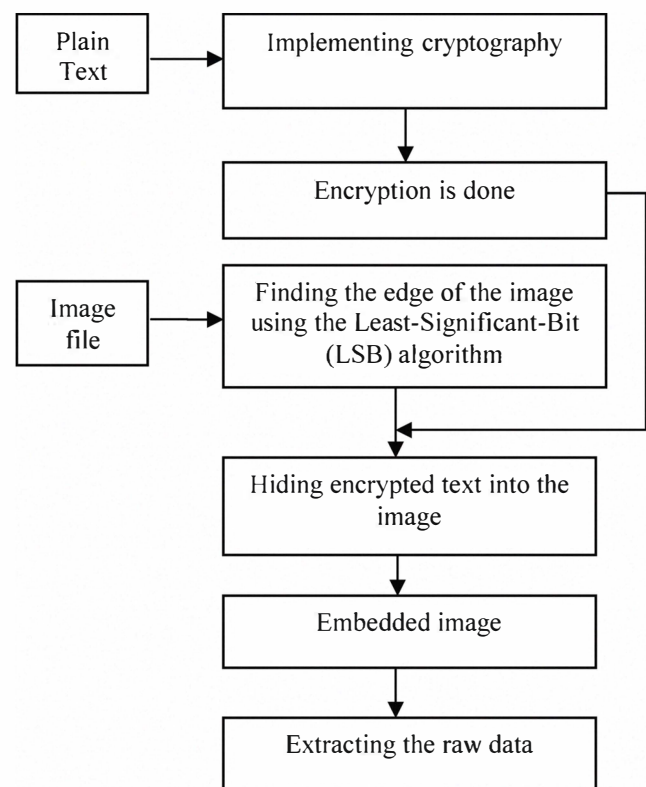 Plain
Text
Implementing cryptography
Encryption is done
Image
file
Finding the edge of the image
using the Least-Significant-Bit
(LSB) algorithm
Hiding encrypted text into the
image
Embedded image
Extracting the raw data